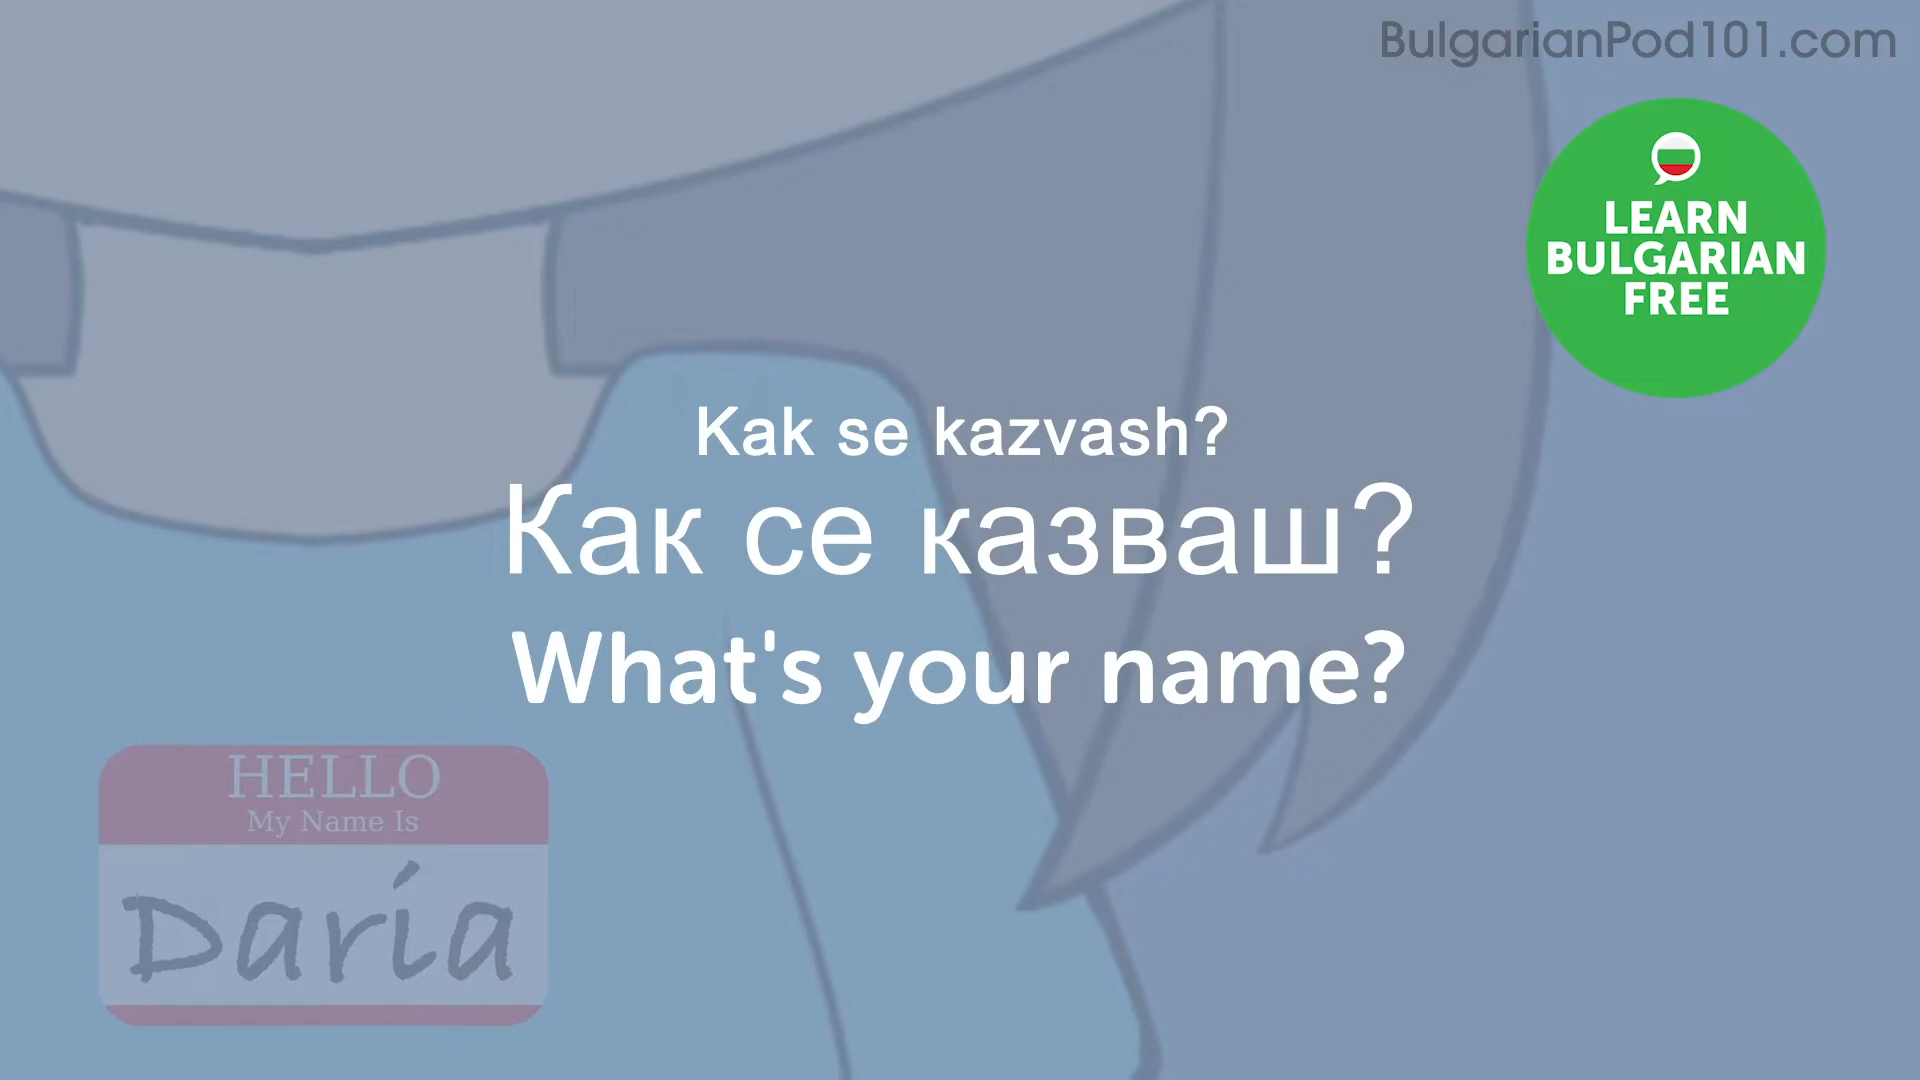 BulgarianPod101.com
LEARN
BULGARIAN
FREE
Kak se kazvash?
Как се казваш?
What's your name?
HELLO
My Name Is
Daria